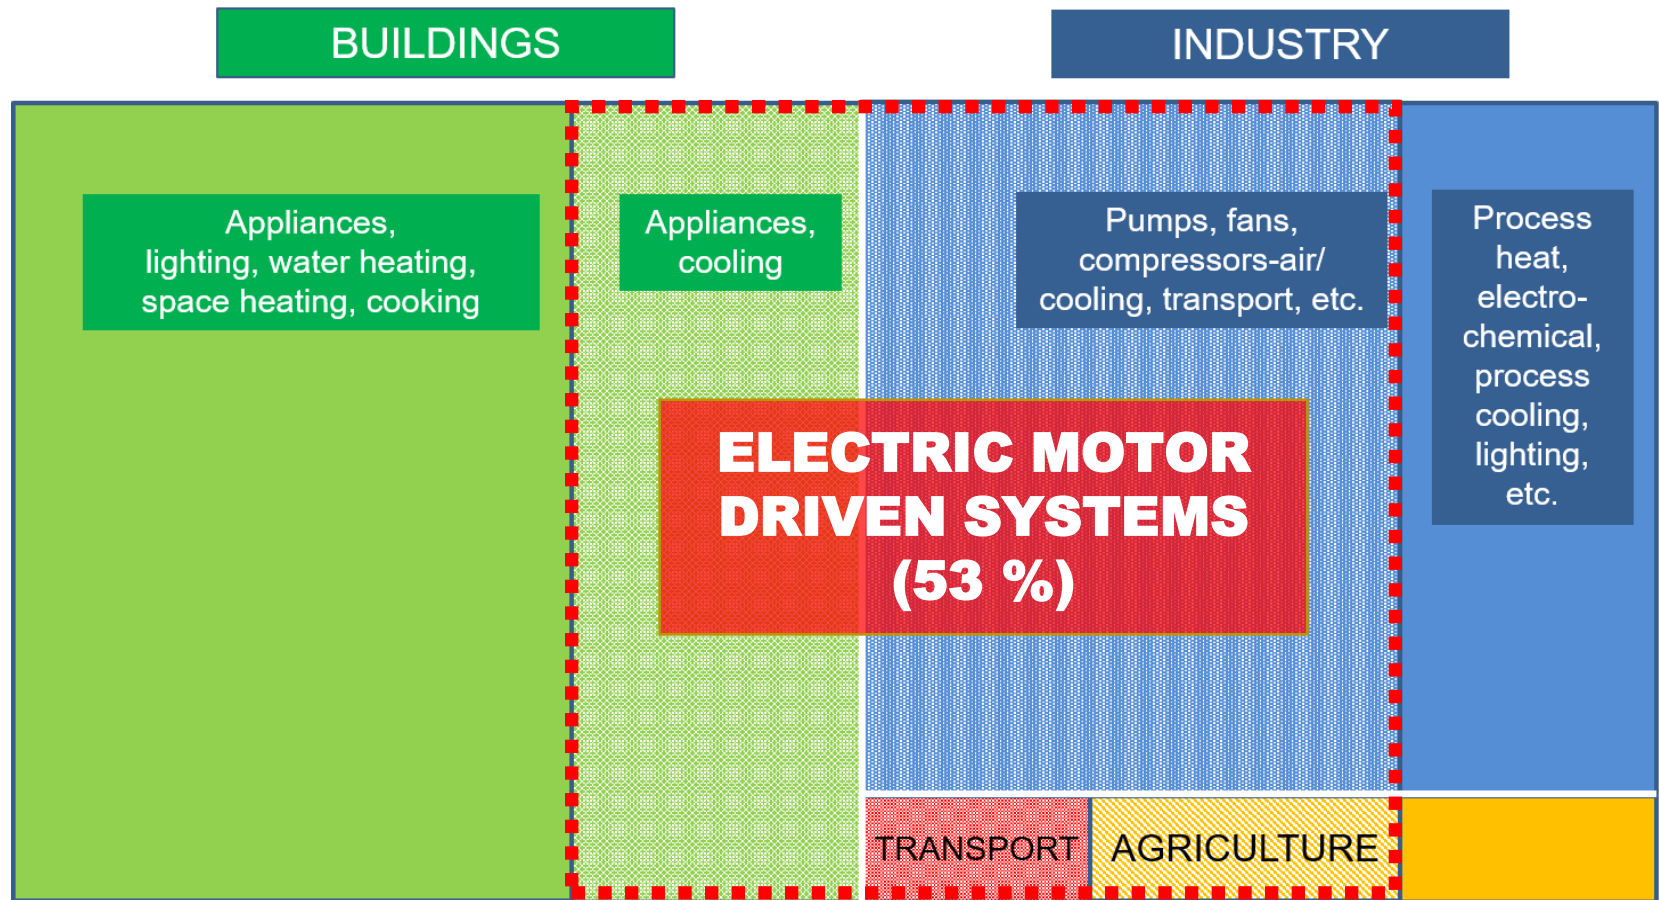 BUILDINGS
INDUSTRY
Appliances,
lighting, water heating,
space heating, cooking
Appliances,
cooling
Pumps, fans,
compressors-air/
cooling, transport, etc.
Process
heat,
electro-
chemical,
process
cooling,
lighting,
etc.
ELECTRIC MOTOR
DRIVEN SYSTEMS
(53 %)
TRANSPORT
AGRICULTURE